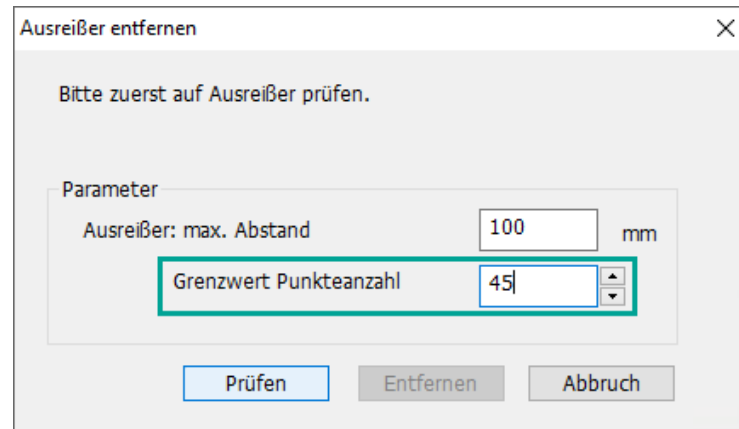 Ausreißer entfernen
Bitte zuerst auf Ausreißer prüfen.
Parameter
Ausreißer: max. Abstand 100 mm
Grenzwert Punkteanzahl 45
Prüfen Entfernen Abbruch